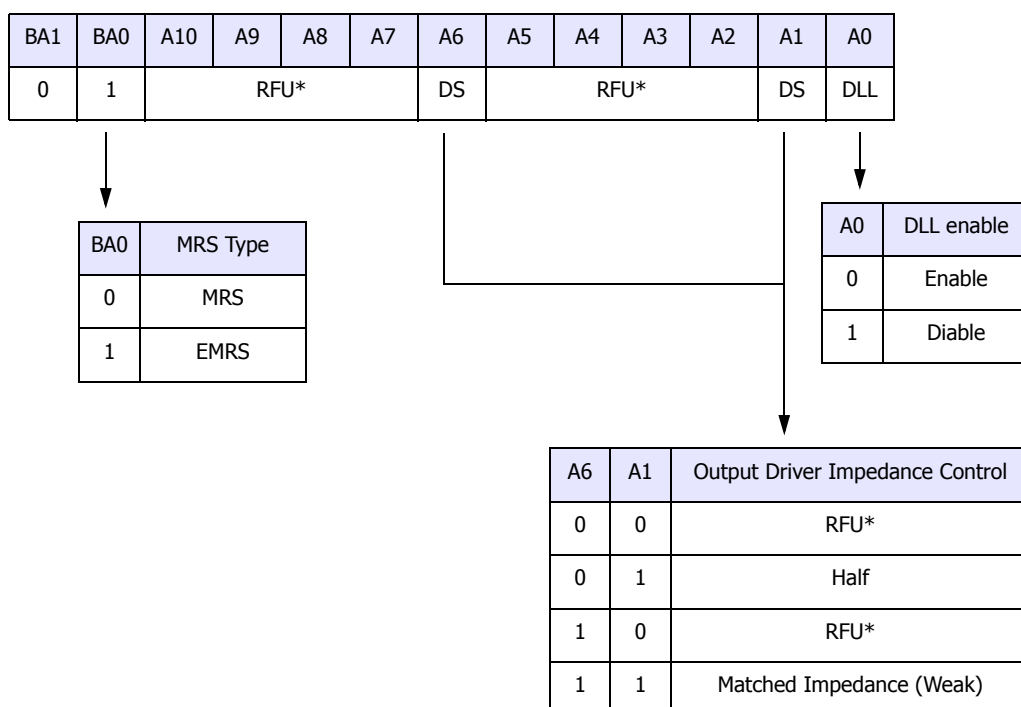 BA1 BA0 A10 A9 A8 A7 A6 A5 A4 A3 A2 A1 A0
0 1 RFU* DS RFU* DS DLL
BA0 MRS Type
0 MRS
1 EMRS
A0 DLL enable
0 Enable
1 Diable
A6 A1 Output Driver Impedance Control
0 0 RFU*
0 1 Half
1 0 RFU*
1 1 Matched Impedance (Weak)